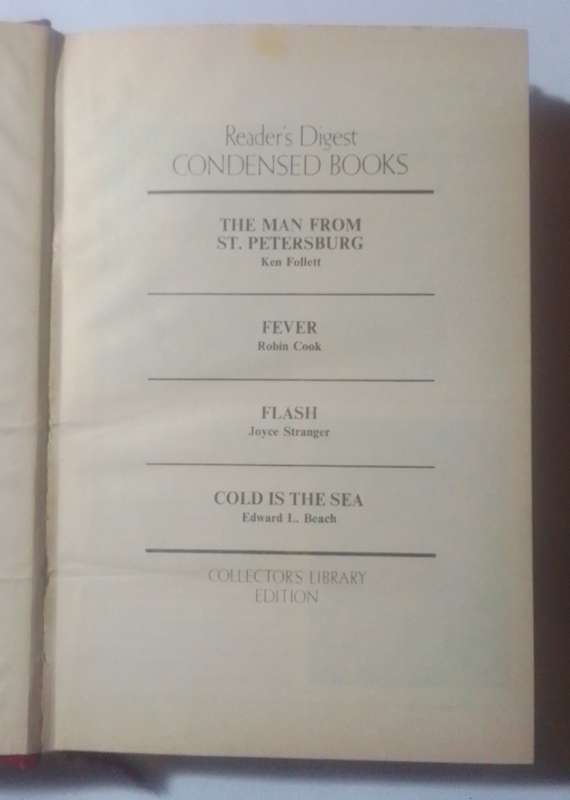 Reader's Digest
CONDENSED BOOKS
THE MAN FROM
ST. PETERSBURG
Ken Follett
FEVER
Robin Cook
FLASH
Joyce Stranger
COLD IS THE SEA
Edward L. Beach
COLLECTOR'S LIBRARY
EDITION